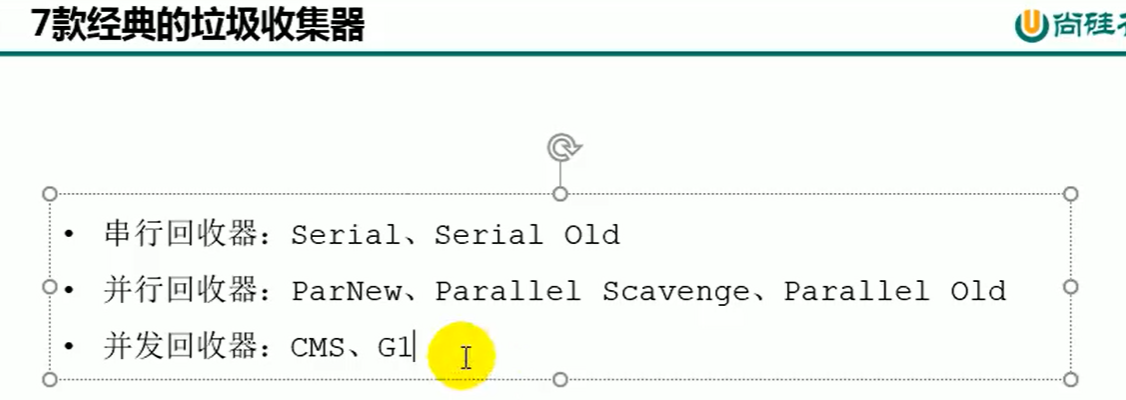 7款经典的垃圾收集器
尚硅
• 串行回收器：Serial、Serial Old
• 并行回收器：ParNew、Parallel Scavenge、Parallel Old
• 并发回收器：CMS、G1